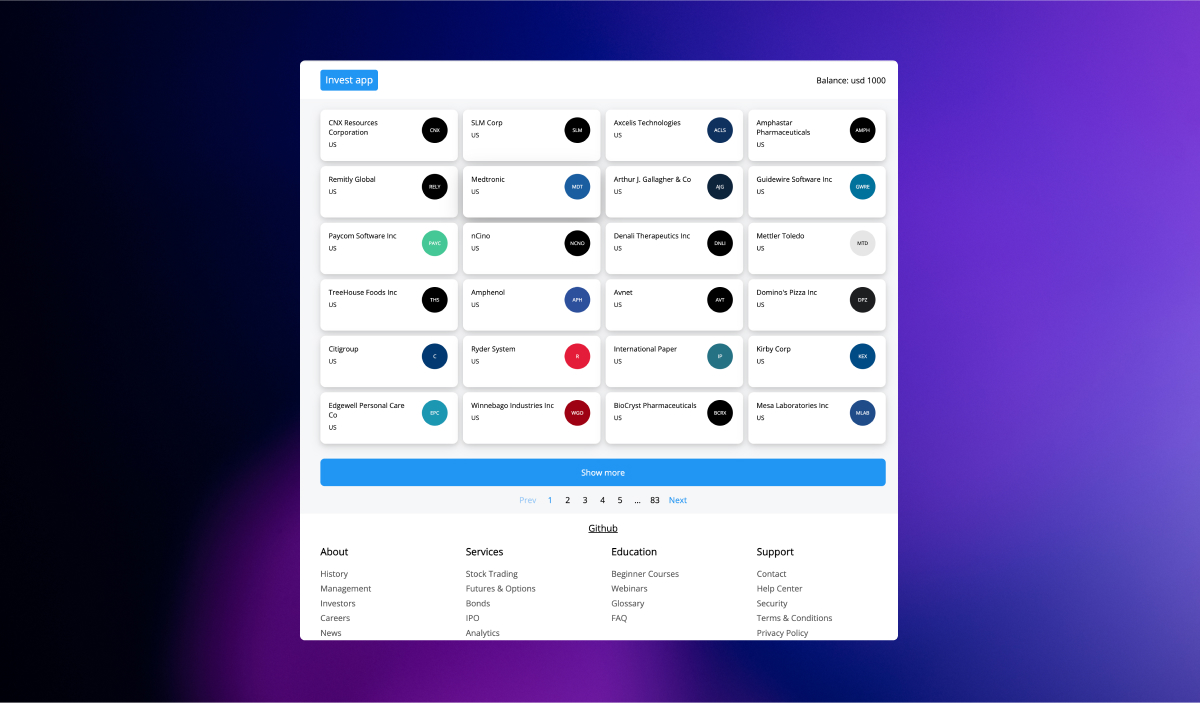 Invest app
Balance: usd 1000
CNX Resources
Corporation
US
CNX
SLM Corp
US
SLM
Axcelis Technologies
US
ACLS
Amphastar
Pharmaceuticals
US
AMPH
Remitly Global
US
RELY
Medtronic
US
MDT
Arthur J. Gallagher & Co
US
AJG
Guidewire Software Inc
US
GWRE
Paycom Software Inc
US
PAYC
nCino
US
NCNO
Denali Therapeutics Inc
US
DNLI
Mettler Toledo
US
MTD
TreeHouse Foods Inc
US
THS
Amphenol
US
APH
Avnet
US
AVT
Domino's Pizza Inc
US
DPZ
Citigroup
US
C
Ryder System
US
R
International Paper
US
IP
Kirby Corp
US
KEX
Edgewell Personal Care
Co
US
EPC
Winnebago Industries Inc
US
WGO
BioCryst Pharmaceuticals
US
BCRX
Mesa Laboratories Inc
US
MLAB
Show more
Prev 1 2 3 4 5 ... 83 Next
Github
About
History
Management
Investors
Careers
News
Services
Stock Trading
Futures & Options
Bonds
IPO
Analytics
Education
Beginner Courses
Webinars
Glossary
FAQ
Support
Contact
Help Center
Security
Terms & Conditions
Privacy Policy